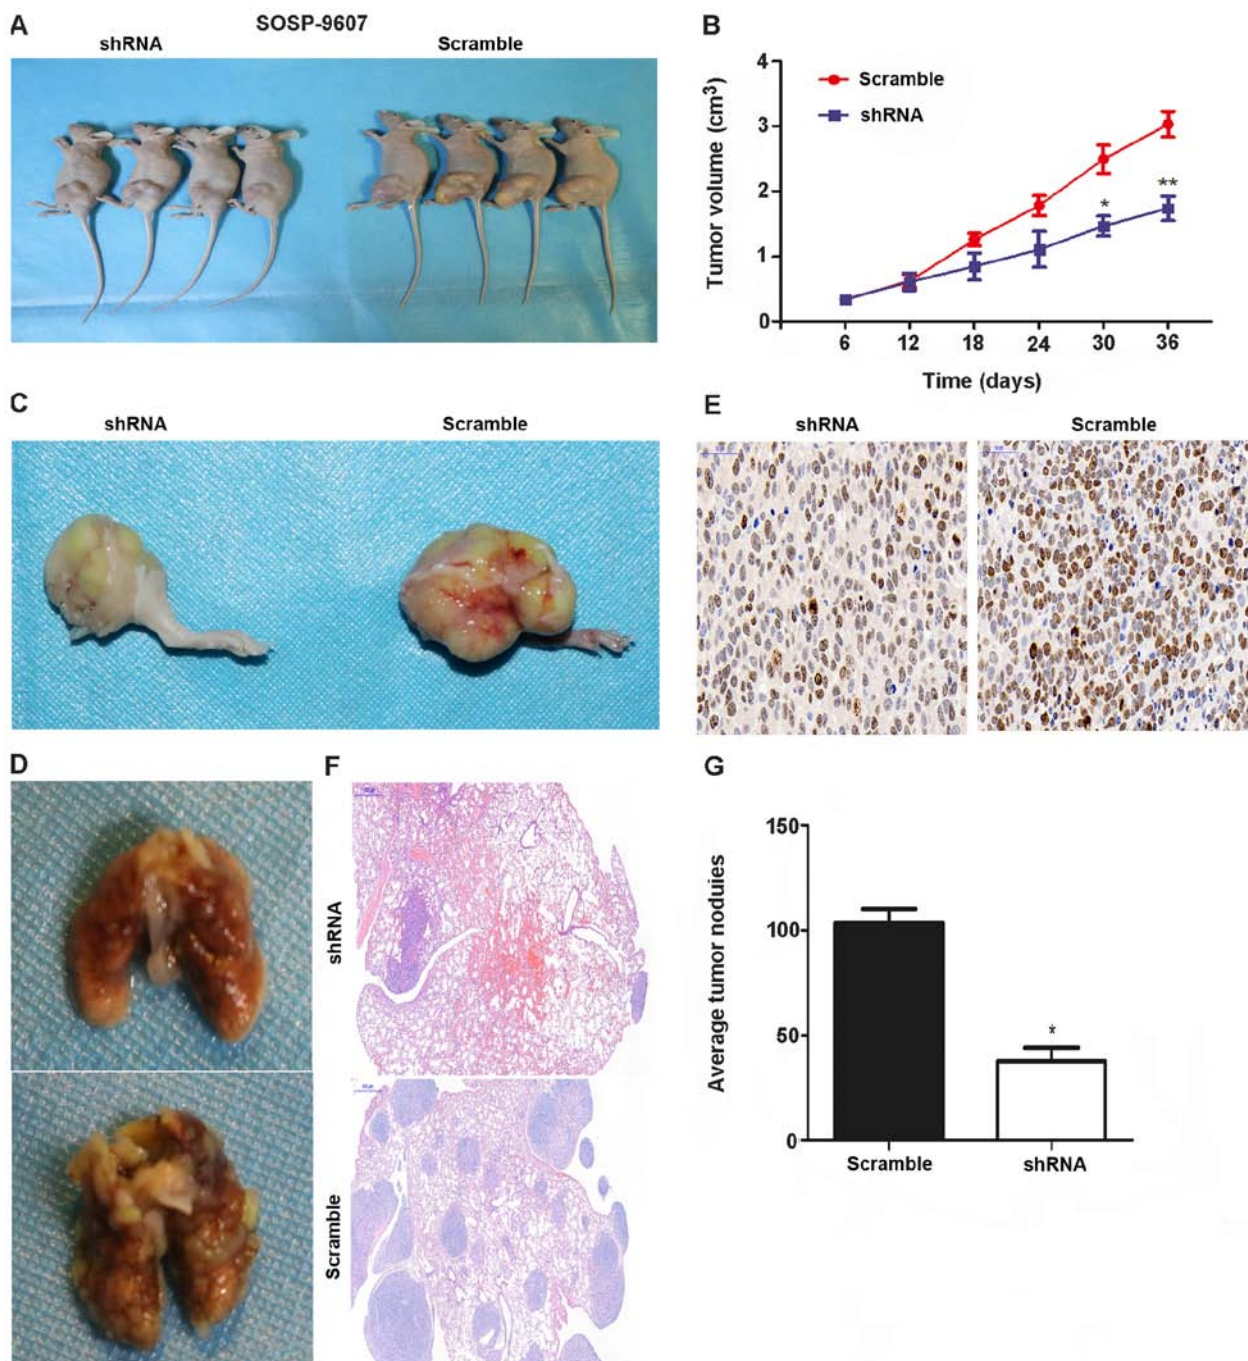 A
SOSP-9607
shRNA
Scramble
B
4
3
2
1
0
Tumor volume (cm³)
Scramble
shRNA
*
**
6
12
18
24
30
36
Time (days)
C
shRNA
Scramble
E
shRNA
Scramble
D
F
shRNA
Scramble
G
150
100
50
0
Average tumor noduies
*
Scramble
shRNA